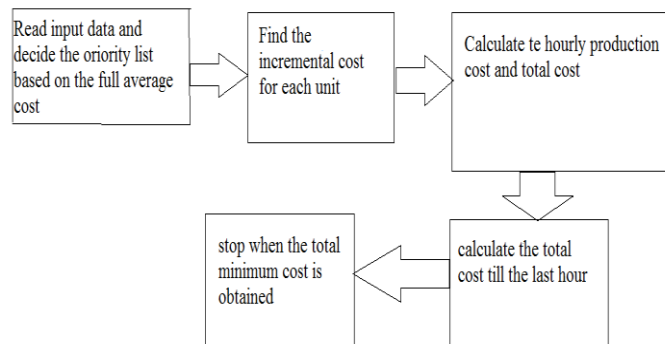 Read input data and
decide the oriority list
based on the full average
cost
Find the
incremental cost
for each unit
Calculate te hourly production
cost and total cost
calculate the total
cost till the last hour
stop when the total
minimum cost is
obtained